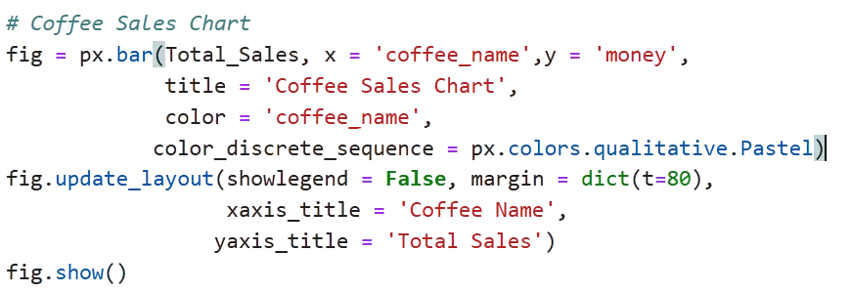 # Coffee Sales Chart
fig = px.bar(Total_Sales, x = 'coffee_name',y = 'money',
title = 'Coffee Sales Chart',
color = 'coffee_name',
color_discrete_sequence = px.colors.qualitative.Pastel)
fig.update_layout(showlegend = False, margin = dict(t=80),
xaxis_title = 'Coffee Name',
yaxis_title = 'Total Sales')
fig.show()